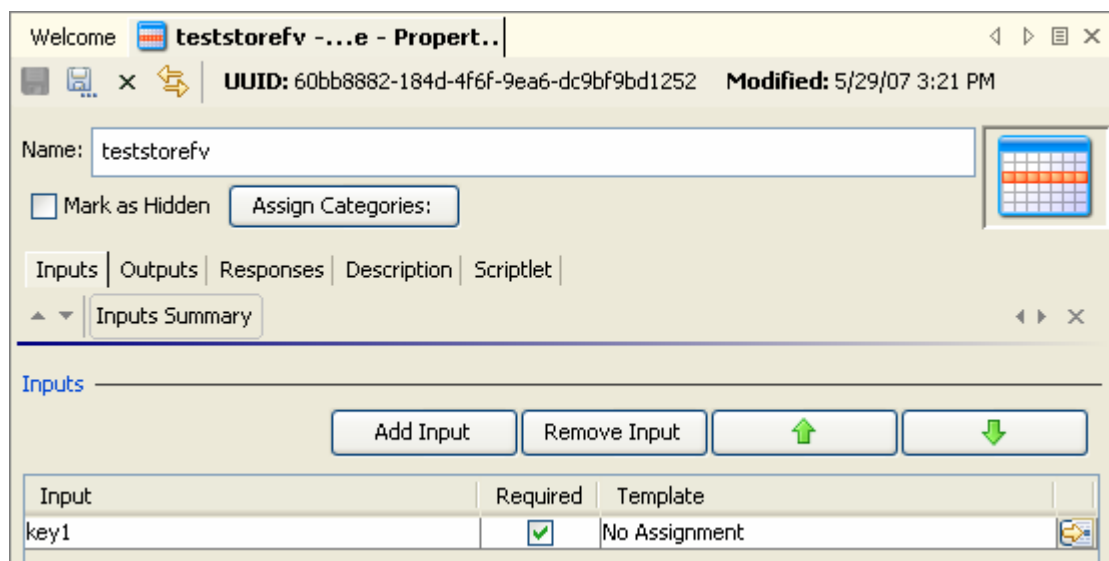 Welcome teststorefv -...e - Propert..
UUID: 60bb8882-184d-4f6f-9ea6-dc9bf9bd1252 Modified: 5/29/07 3:21 PM
Name: teststorefv
Mark as Hidden Assign Categories:
Inputs Outputs Responses Description Scriptlet
Inputs Summary
Inputs
Add Input Remove Input
Input Required Template
key1 No Assignment